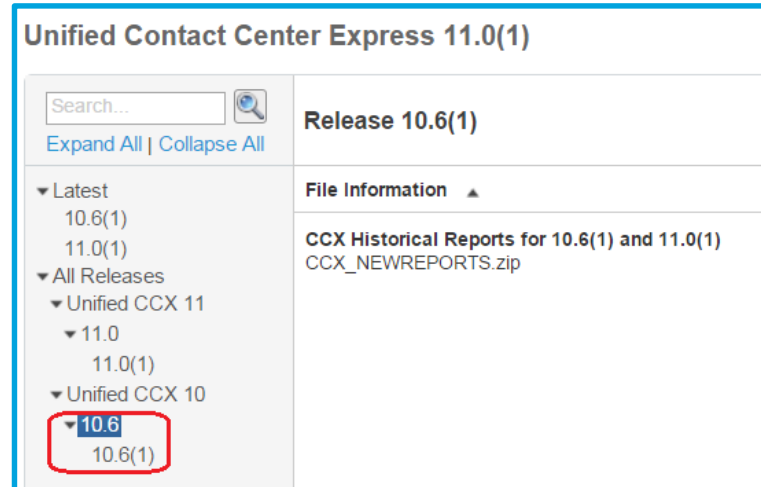 Unified Contact Center Express 11.0(1)
Search...
Expand All | Collapse All
Latest
10.6(1)
11.0(1)
All Releases
Unified CCX 11
11.0
11.0(1)
Unified CCX 10
10.6
10.6(1)
Release 10.6(1)
File Information
CCX Historical Reports for 10.6(1) and 11.0(1)
CCX_NEWREPORTS.zip